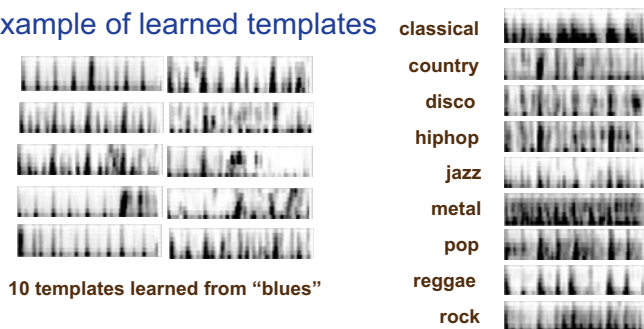 xample of learned templates
10 templates learned from “blues”
classical
country
disco
hiphop
jazz
metal
pop
reggae
rock